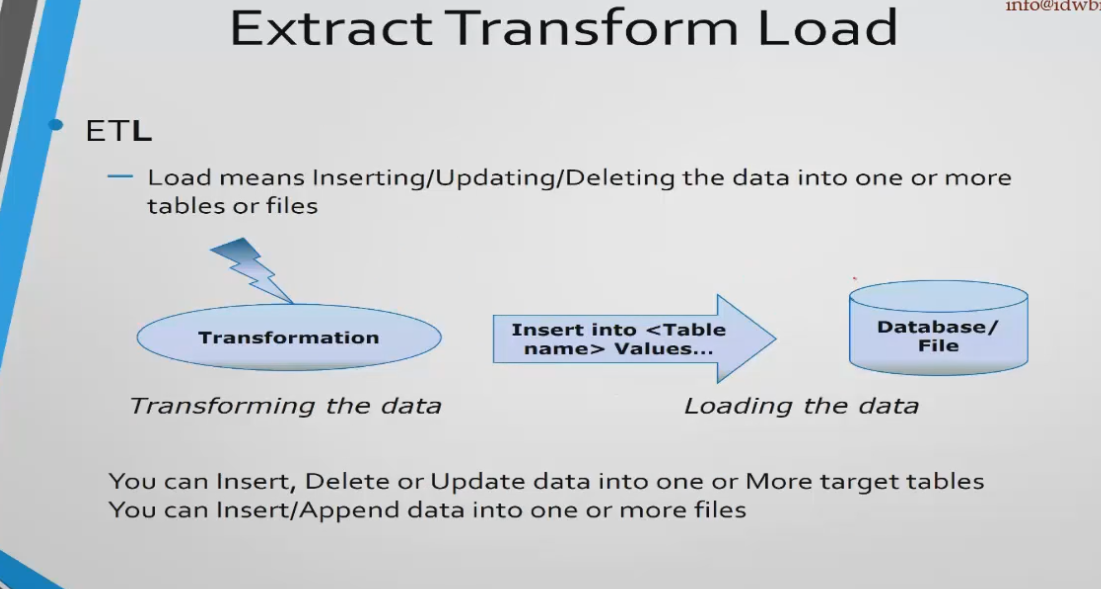 info@idwbi
Extract Transform Load
ETL
Load means Inserting/Updating/Deleting the data into one or more
tables or files
Transformation
Insert into <Table
name> Values...
Database/
File
Transforming the data
Loading the data
You can Insert, Delete or Update data into one or More target tables
You can Insert/Append data into one or more files